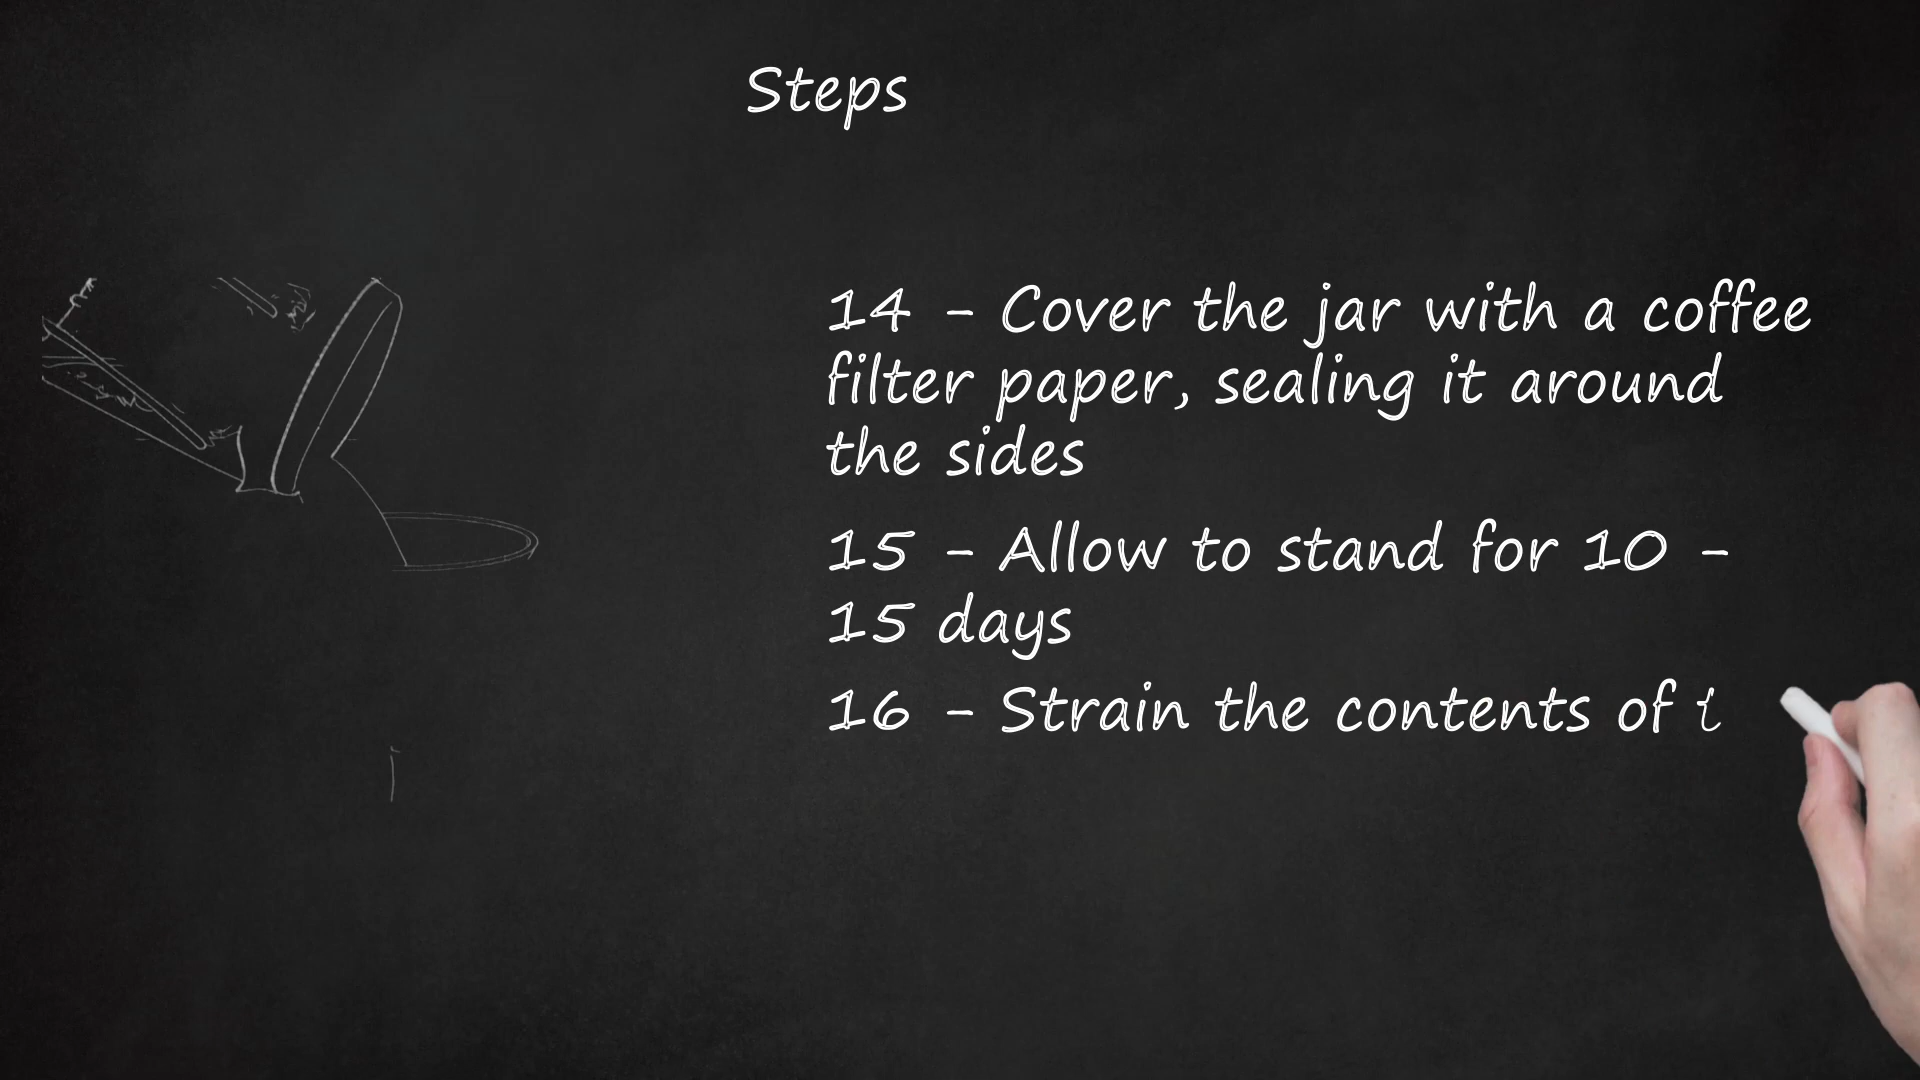 Steps
14 - Cover the jar with a coffee
filter paper, sealing it around
the sides
15 - Allow to stand for 10 -
15 days
16 - Strain the contents of t